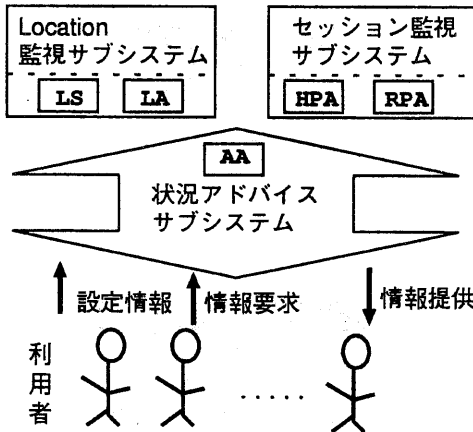 Location
監視サブシステム
LS LA
セッション監視
サブシステム
HPA RPA
AA
状況アドバイス
サブシステム
設定情報 情報要求 情報提供
利用者
.....